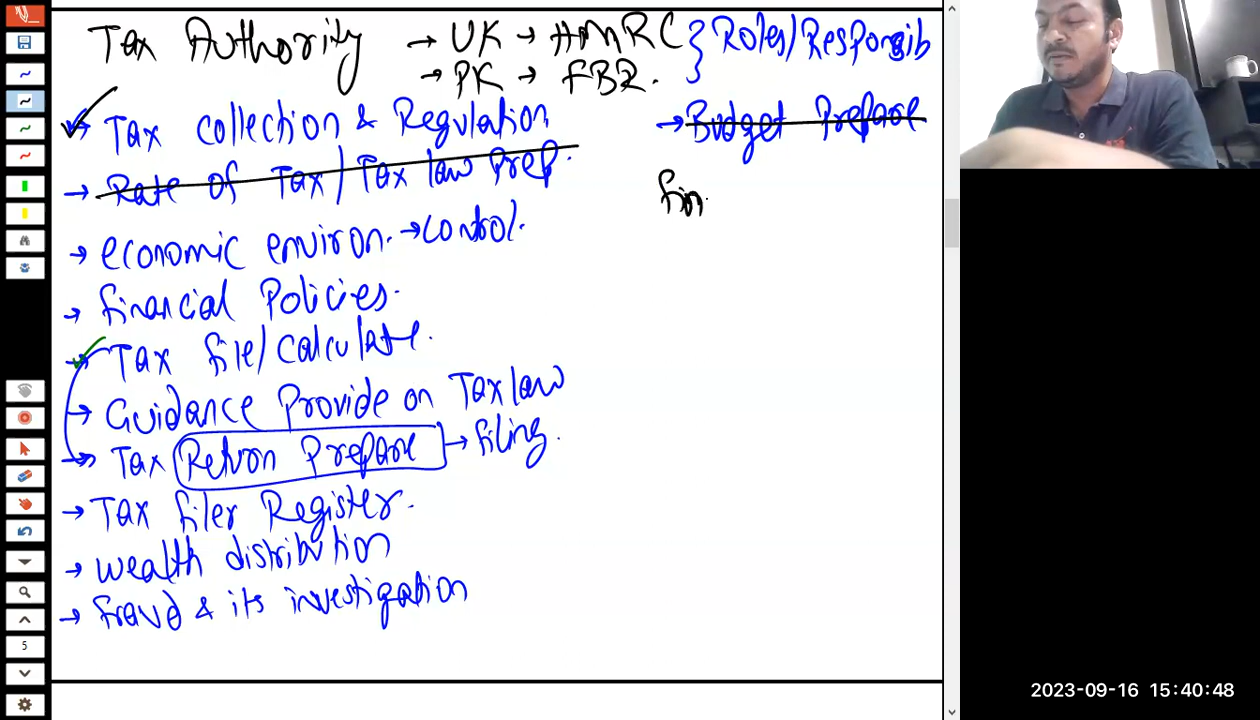 Tax Authority → UK → HMRC } Roles/Responsib
→ PK → FBR.
→ Tax collection & Regulation
→ Budget Prepare
→ Rate of Tax/Tax law Prep.
fin
→ economic environ. → control.
→ financial Policies.
→ Tax file/calculate.
→ Guidance Provide on Tax law
→ Tax Return Prepare → filing.
→ Tax filer Register.
→ wealth distribution
→ fraud & its investigation
5
2023-09-16 15:40:48